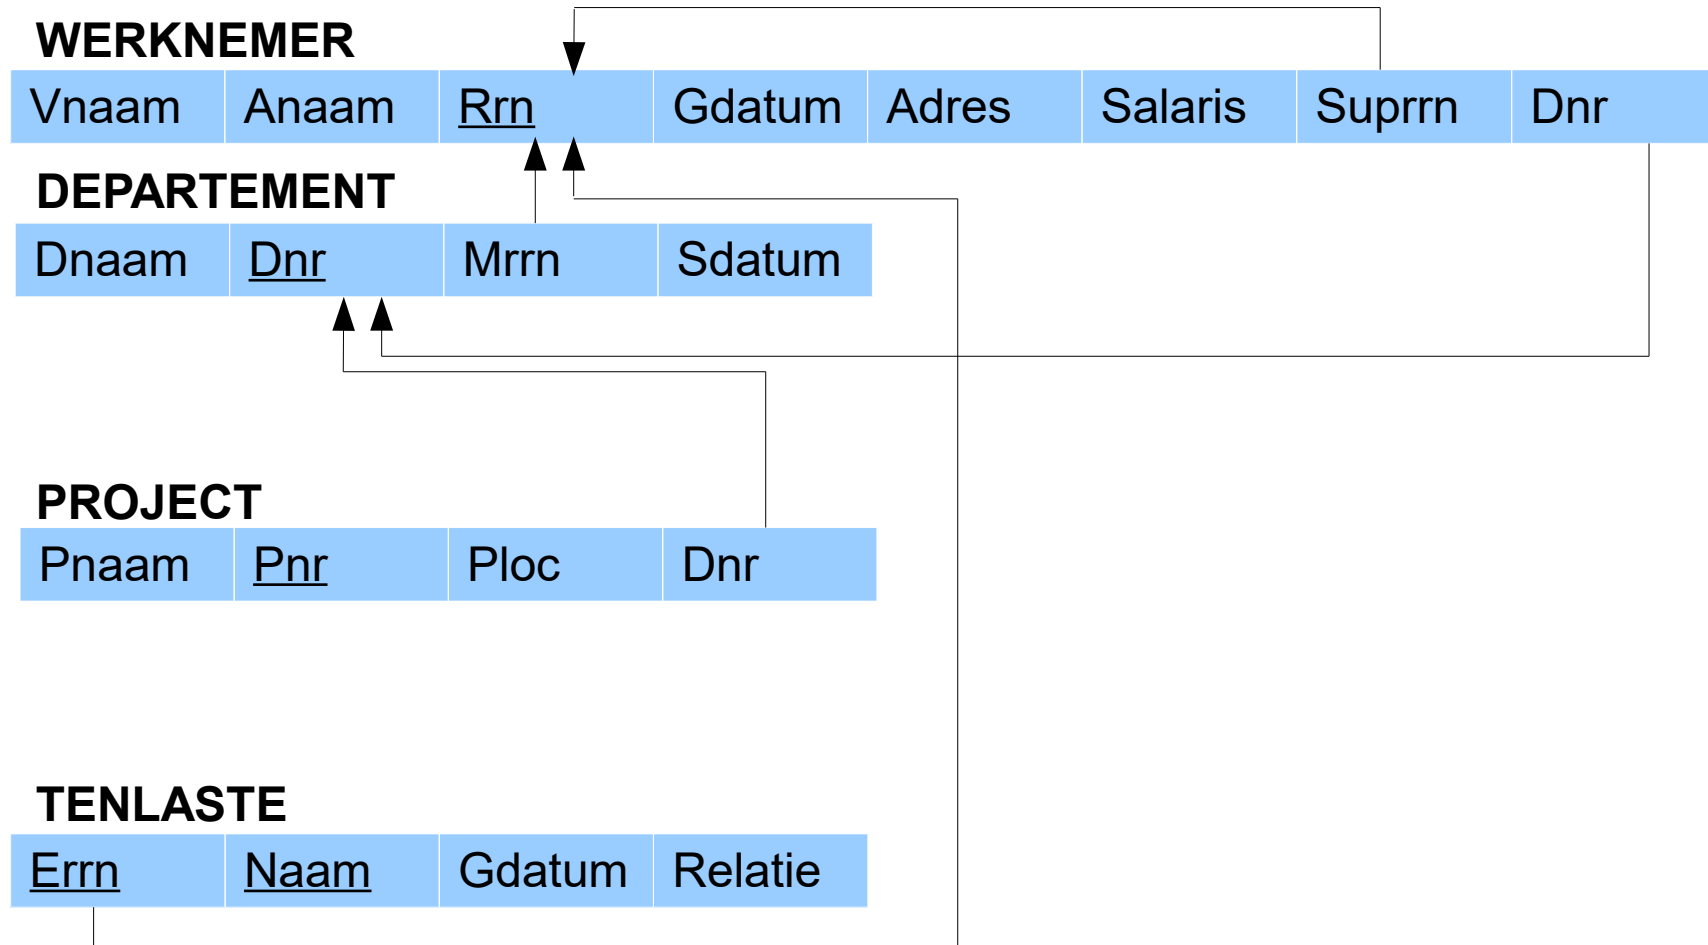 WERKNEMER
Vnaam Anaam Rrn Gdatum Adres Salaris Suprrn Dnr
DEPARTEMENT
Dnaam Dnr Mrrn Sdatum
PROJECT
Pnaam Pnr Ploc Dnr
TENLASTE
Errn Naam Gdatum Relatie